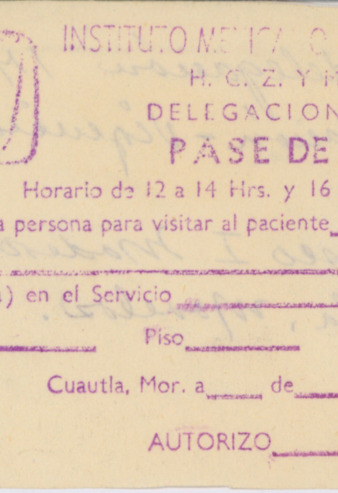 INSTITUTO MEXICANO
H. C. Z. Y
DELEGACION
PASE DE
Horario de 12 a 14 Hrs. y 16
a persona para visitar al paciente
) en el Servicio
Piso
Cuautla, Mor. a de
AUTORIZO